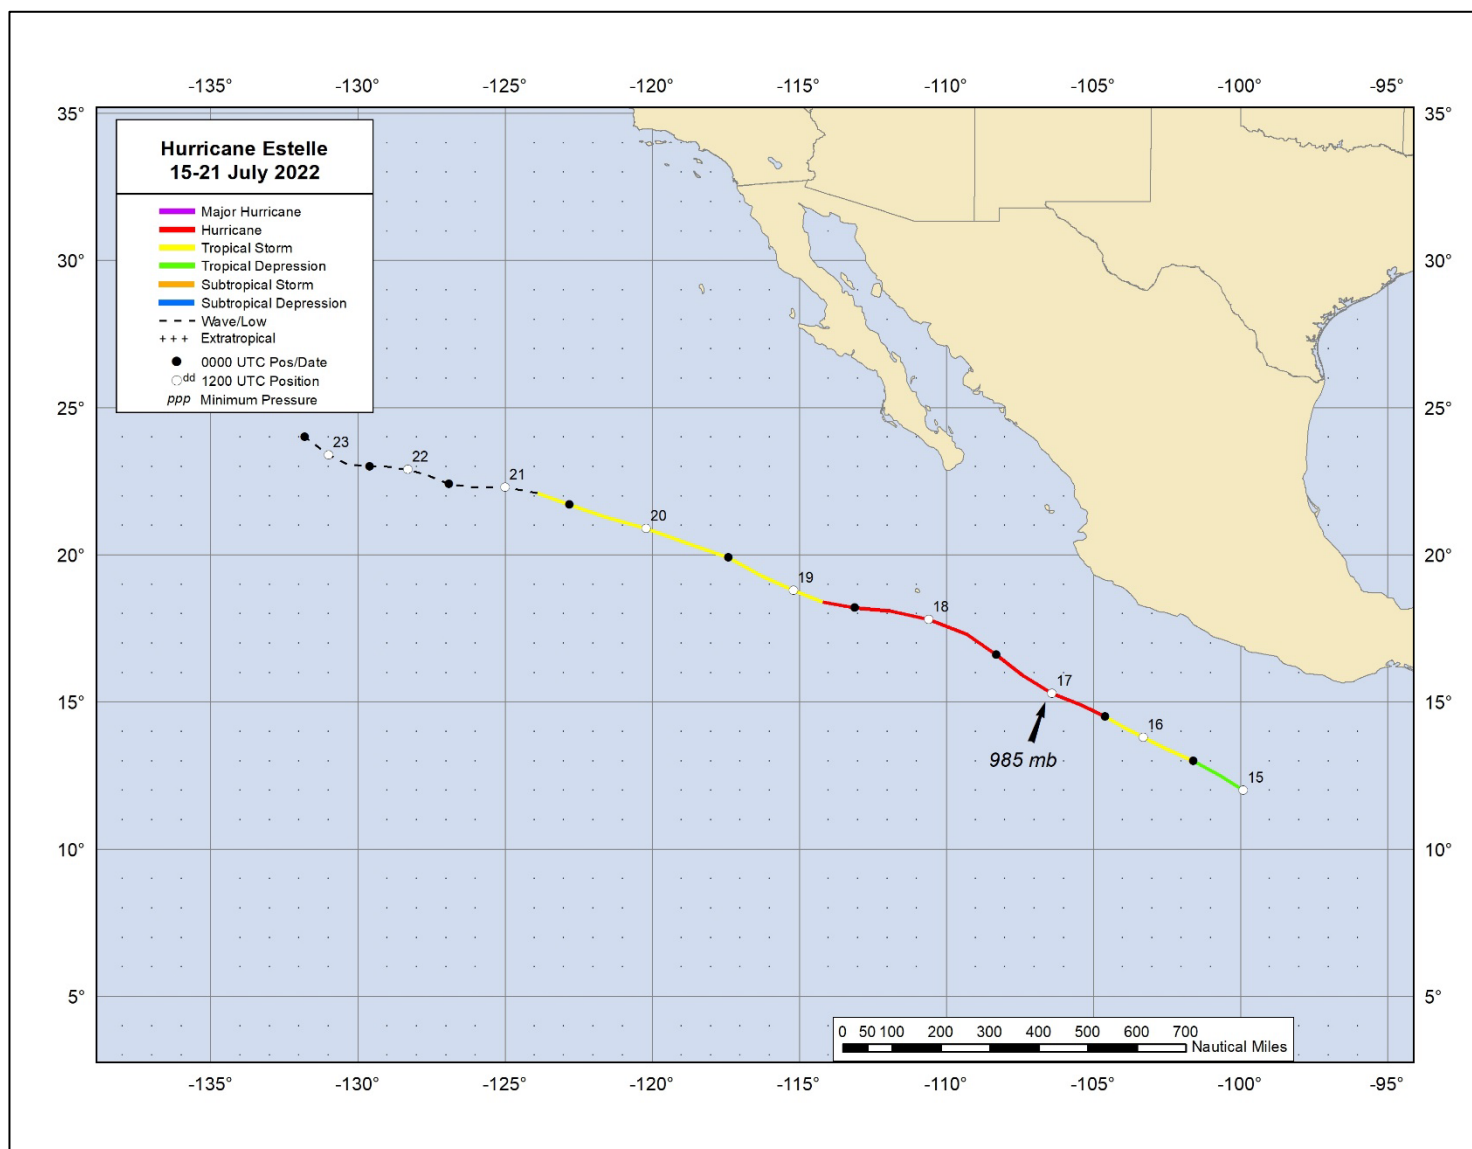 -135° -130° -125° -120° -115° -110° -105° -100° -95°
35° 35°
Hurricane Estelle
15-21 July 2022
Major Hurricane
Hurricane
Tropical Storm
Tropical Depression
Subtropical Storm
Subtropical Depression
Wave/Low
+++ Extratropical
0000 UTC Pos/Date
dd 1200 UTC Position
ppp Minimum Pressure
30° 30°
25° 25°
23
22
21
20
20° 20°
19
18
17
15° 15°
16
985 mb
15
10° 10°
5° 5°
0 50 100 200 300 400 500 600 700
Nautical Miles
-135° -130° -125° -120° -115° -110° -105° -100° -95°